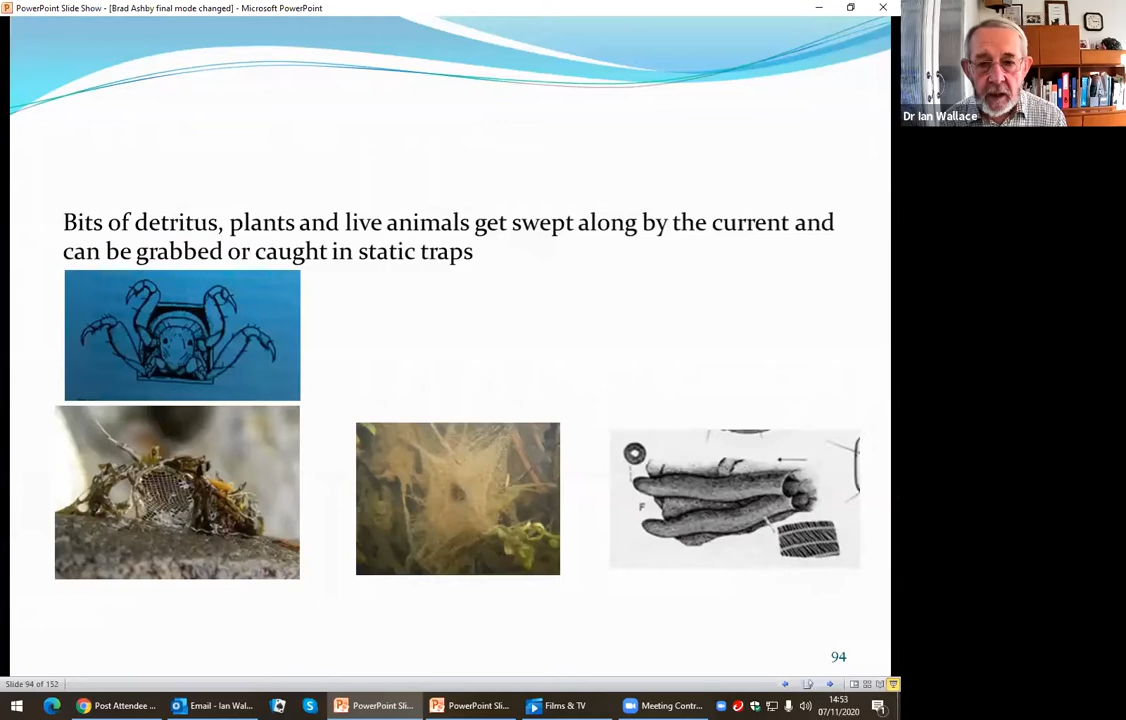 PowerPoint Slide Show - [Brad Ashby final mode changed] - Microsoft PowerPoint
Dr Ian Wallace
Bits of detritus, plants and live animals get swept along by the current and
can be grabbed or caught in static traps
F
94
Slide 94 of 152
Post Attendee ...
Email - Ian Wal...
PowerPoint Sli...
PowerPoint Sli...
Films & TV
Meeting Contr...
14:53
07/11/2020